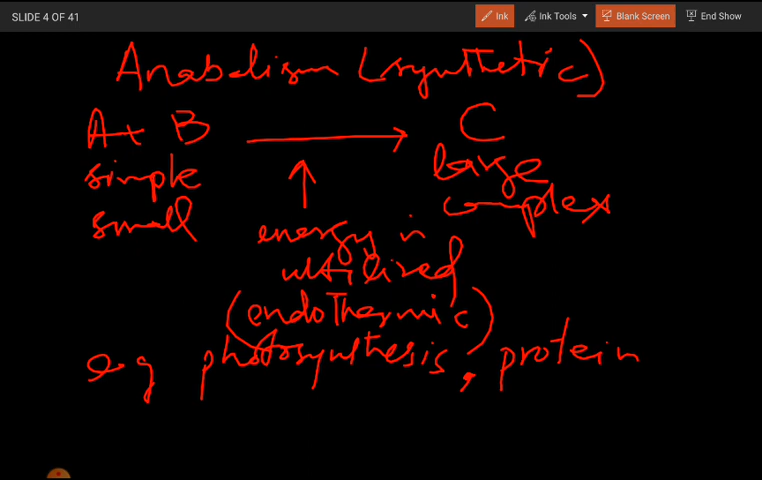 SLIDE 4 OF 41 Ink Ink Tools Blank Screen End Show
Anabolism (synthetic)
A + B → C
simple large
small complex
energy is
utilized
(endothermic)
e.g photosynthesis, protein